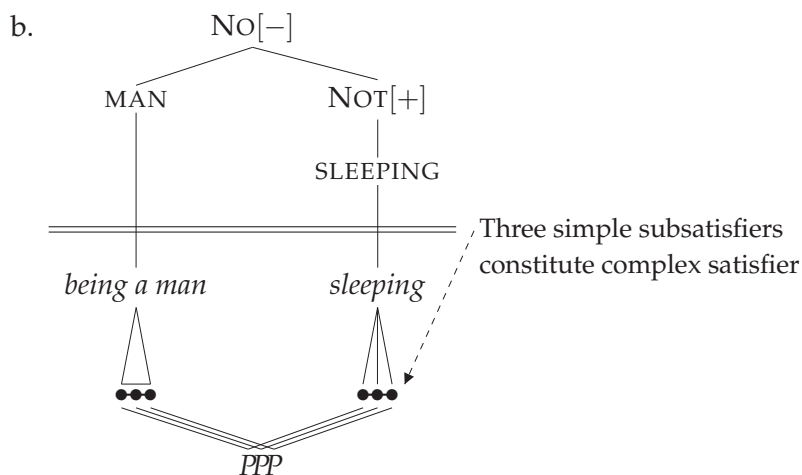 b.
NO[−]
MAN NOT[+]
SLEEPING
Three simple subsatisfiers
constitute complex satisfier
being a man sleeping
PPP